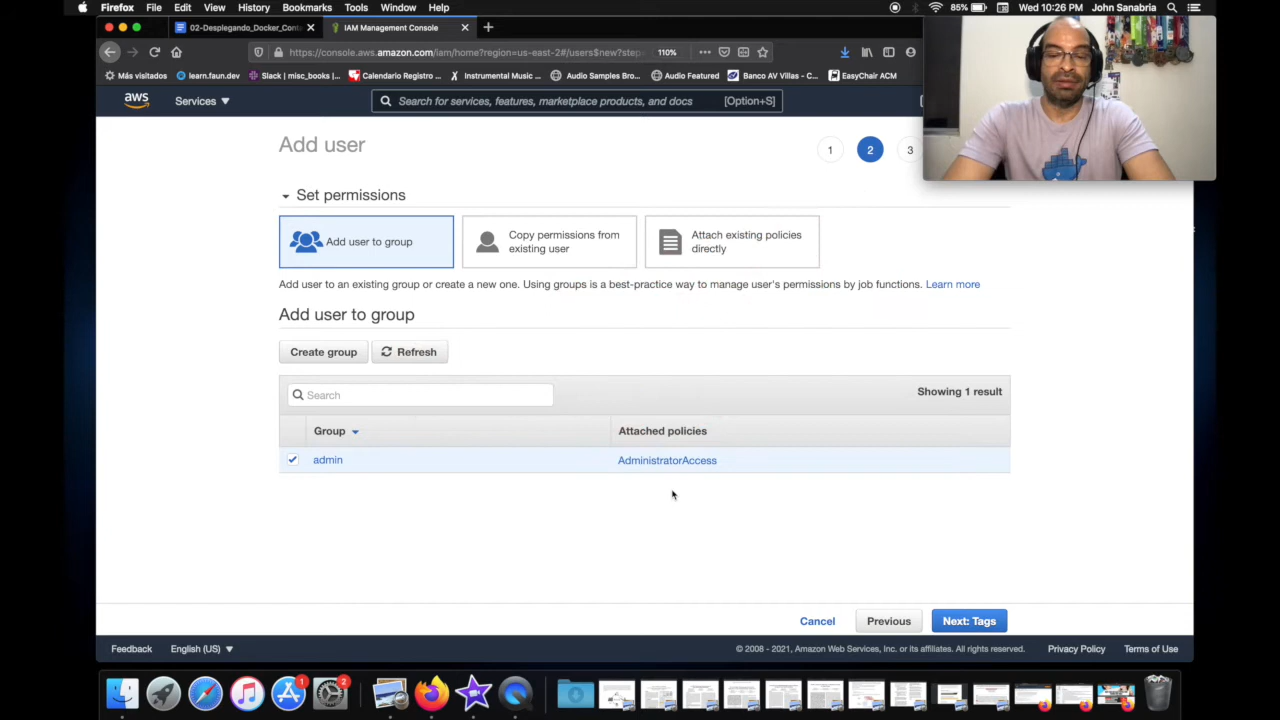 Firefox File Edit View History Bookmarks Tools Window Help 85% Wed 10:26 PM John Sanabria
02-Desplegando_Docker_Cont
IAM Management Console
https://console.aws.amazon.com/iam/home?region=us-east-2#/users$new?step 110%
Más visitados learn.faun.dev Slack | misc_books |... Calendario Registro ... Instrumental Music ... Audio Samples Bro... Audio Featured Banco AV Villas - C... EasyChair ACM
aws Services Search for services, features, marketplace products, and docs [Option+S]
Add user
1 2 3
Set permissions
Add user to group
Copy permissions from existing user
Attach existing policies directly
Add user to an existing group or create a new one. Using groups is a best-practice way to manage user's permissions by job functions. Learn more
Add user to group
Create group Refresh
Search Showing 1 result
Group Attached policies
admin AdministratorAccess
Cancel Previous Next: Tags
Feedback English (US) © 2008 - 2021, Amazon Web Services, Inc. or its affiliates. All rights reserved. Privacy Policy Terms of Use
1 2